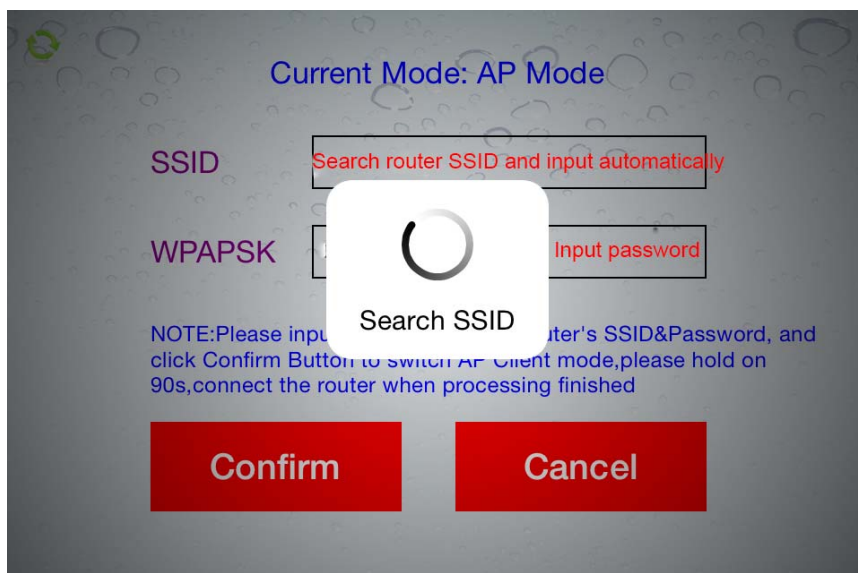 Current Mode: AP Mode
SSID
Search router SSID and input automatically
WPAPSK
Input password
Search SSID
NOTE:Please inpu uter's SSID&Password, and
click Confirm Button to switch AP Client mode,please hold on
90s,connect the router when processing finished
Confirm
Cancel